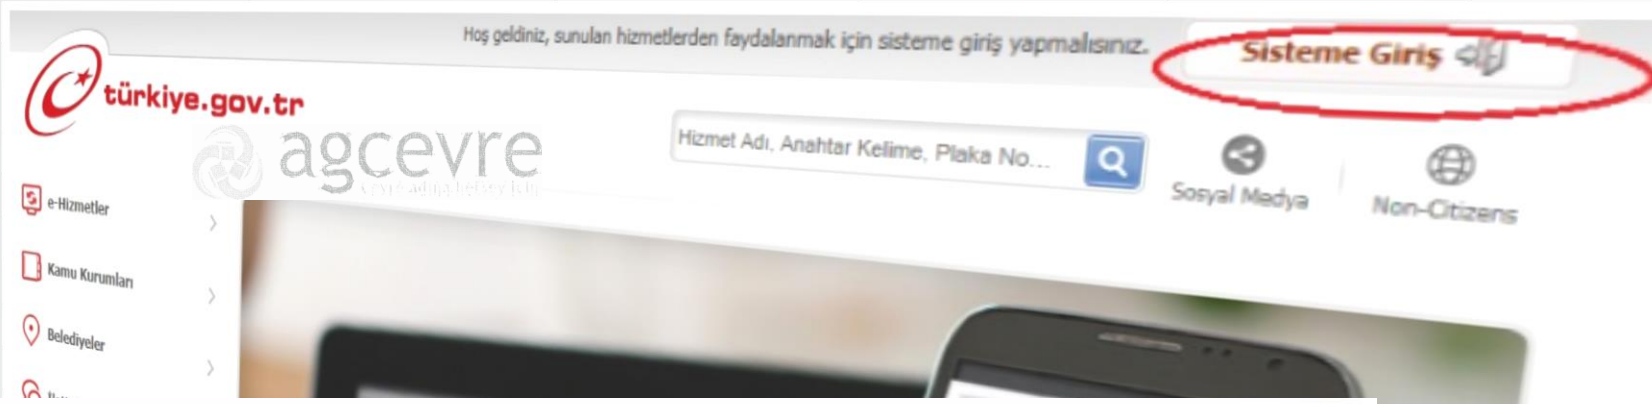 Hoş geldiniz, sunulan hizmetlerden faydalanmak için sisteme giriş yapmalısınız.
Sisteme Giriş
türkiye.gov.tr
agcevre
Hizmet Adı, Anahtar Kelime, Plaka No...
Sosyal Medya
Non-Citizens
e-Hizmetler
Kamu Kurumları
Belediyeler